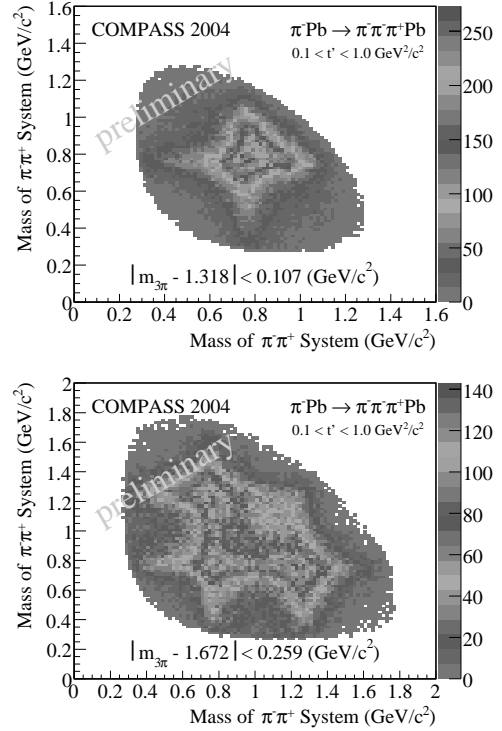 COMPASS 2004
π⁻Pb → π⁻π⁻π⁺Pb
0.1 < t' < 1.0 GeV²/c²
preliminary
|m₃π - 1.318| < 0.107 (GeV/c²)
Mass of π⁻π⁺ System (GeV/c²)
0 0.2 0.4 0.6 0.8 1 1.2 1.4 1.6
Mass of π⁻π⁺ System (GeV/c²)
0 0.2 0.4 0.6 0.8 1 1.2 1.4 1.6
0 50 100 150 200 250
COMPASS 2004
π⁻Pb → π⁻π⁻π⁺Pb
0.1 < t' < 1.0 GeV²/c²
preliminary
|m₃π - 1.672| < 0.259 (GeV/c²)
Mass of π⁻π⁺ System (GeV/c²)
0 0.2 0.4 0.6 0.8 1 1.2 1.4 1.6 1.8 2
Mass of π⁻π⁺ System (GeV/c²)
0 0.2 0.4 0.6 0.8 1 1.2 1.4 1.6 1.8 2
0 20 40 60 80 100 120 140